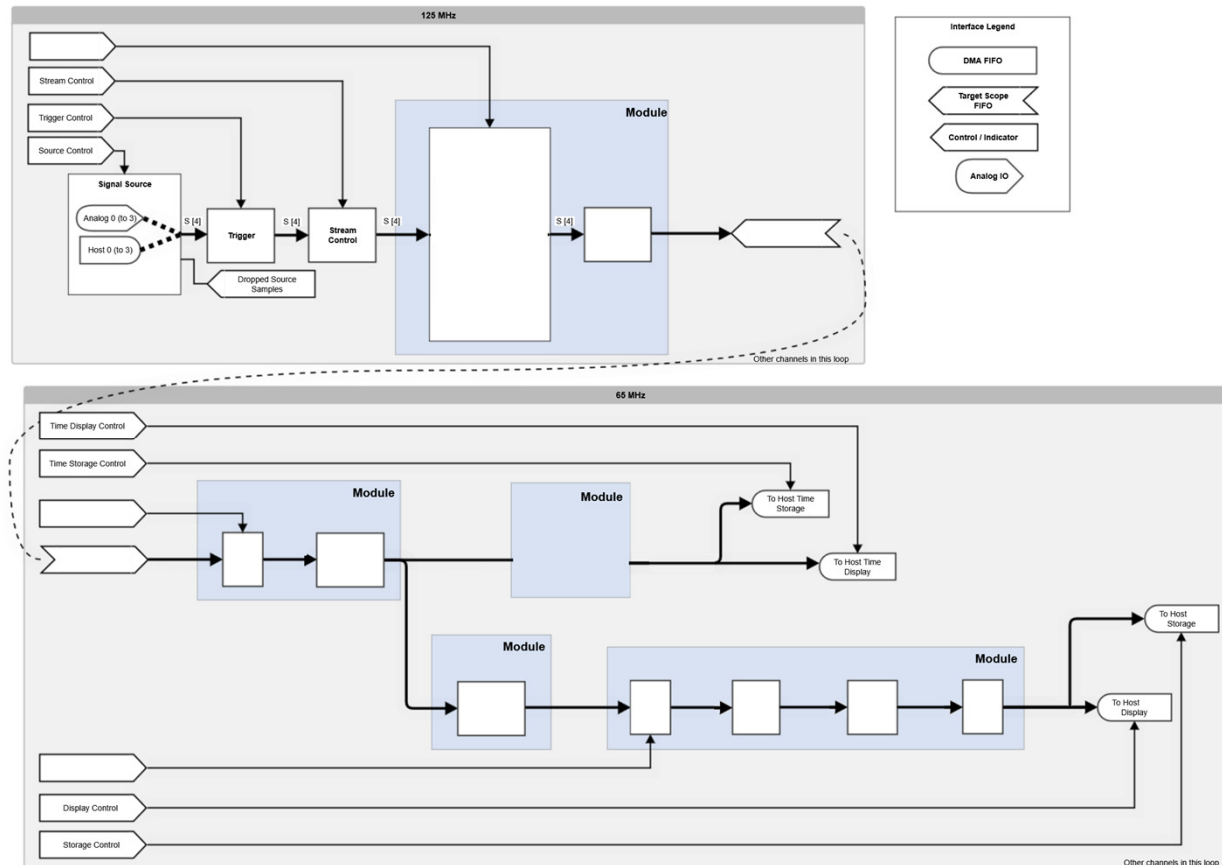 125 MHz
Interface Legend
DMA FIFO
Target Scope
FIFO
Control / Indicator
Analog IO
Stream Control
Trigger Control
Source Control
Module
Signal Source
Analog 0 (to 3)
Host 0 (to 3)
S [4]
Trigger
S [4]
Stream
Control
S [4]
S [4]
Dropped Source
Samples
Other channels in this loop
65 MHz
Time Display Control
Time Storage Control
Module
Module
To Host Time
Storage
To Host Time
Display
Module
Module
To Host
Storage
To Host
Display
Display Control
Storage Control
Other channels in this loop